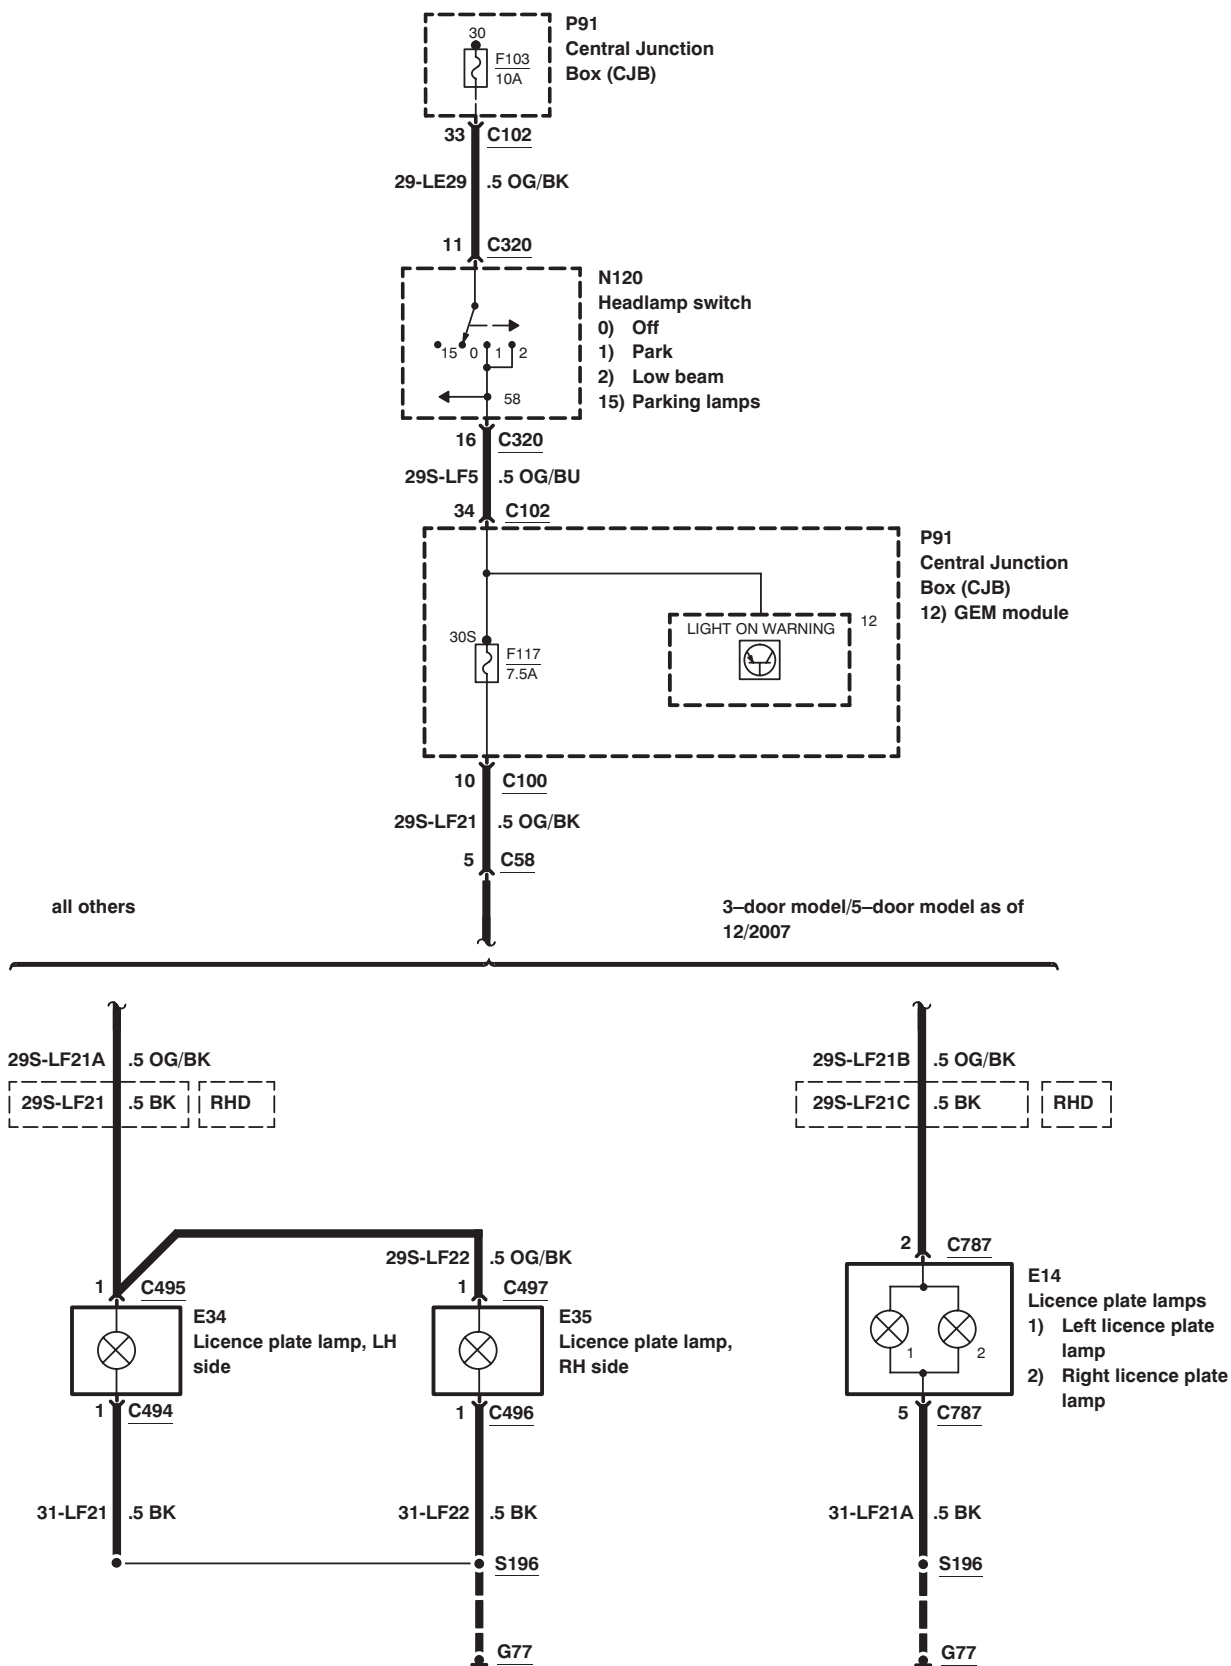 P91
Central Junction
Box (CJB)
30
F103
10A
33 C102
29-LE29 .5 OG/BK
11 C320
N120
Headlamp switch
0) Off
1) Park
2) Low beam
15) Parking lamps
15 0 1 2
58
16 C320
29S-LF5 .5 OG/BU
34 C102
P91
Central Junction
Box (CJB)
12) GEM module
LIGHT ON WARNING 12
30S
F117
7.5A
10 C100
29S-LF21 .5 OG/BK
5 C58
all others
3–door model/5–door model as of
12/2007
29S-LF21A .5 OG/BK
29S-LF21 .5 BK RHD
29S-LF21B .5 OG/BK
29S-LF21C .5 BK RHD
29S-LF22 .5 OG/BK
1 C495
E34
Licence plate lamp, LH
side
1 C497
E35
Licence plate lamp,
RH side
2 C787
E14
Licence plate lamps
1) Left licence plate
lamp
2) Right licence plate
lamp
1 2
1 C494
1 C496
5 C787
31-LF21 .5 BK
31-LF22 .5 BK
31-LF21A .5 BK
S196
S196
G77
G77